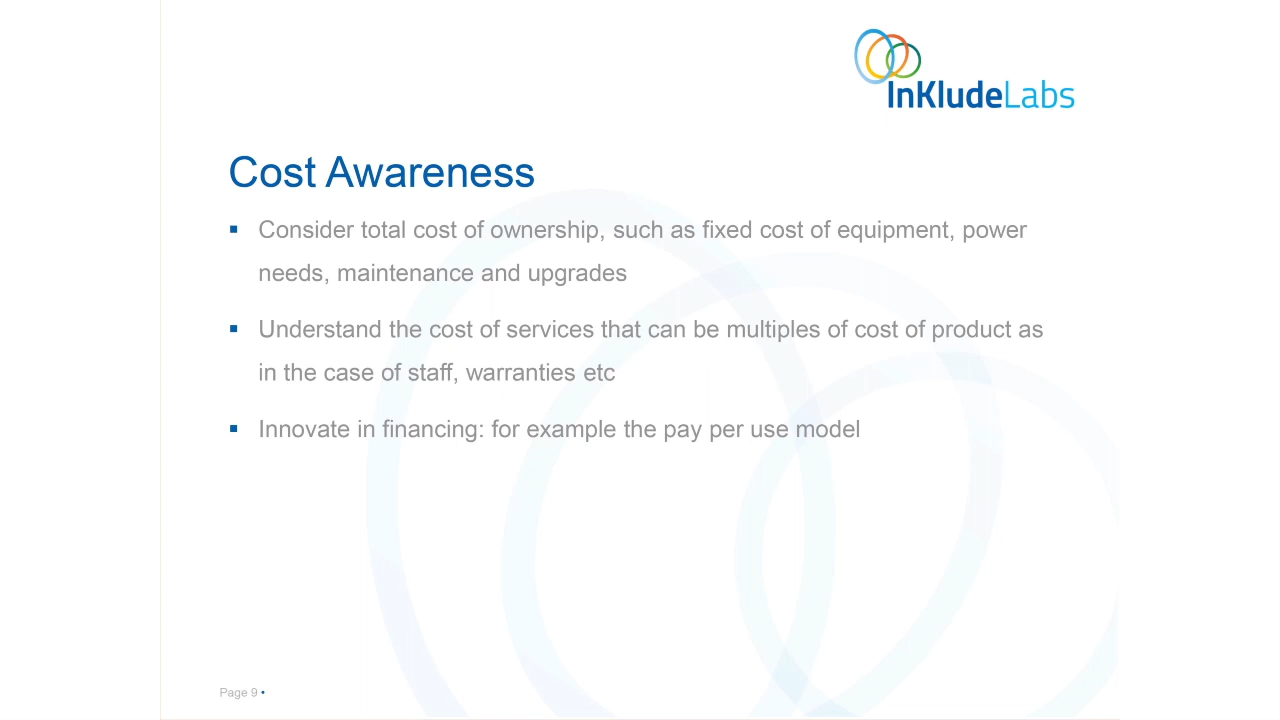 InKludeLabs
Cost Awareness
▪ Consider total cost of ownership, such as fixed cost of equipment, power
needs, maintenance and upgrades
▪ Understand the cost of services that can be multiples of cost of product as
in the case of staff, warranties etc
▪ Innovate in financing: for example the pay per use model
Page 9 ▪